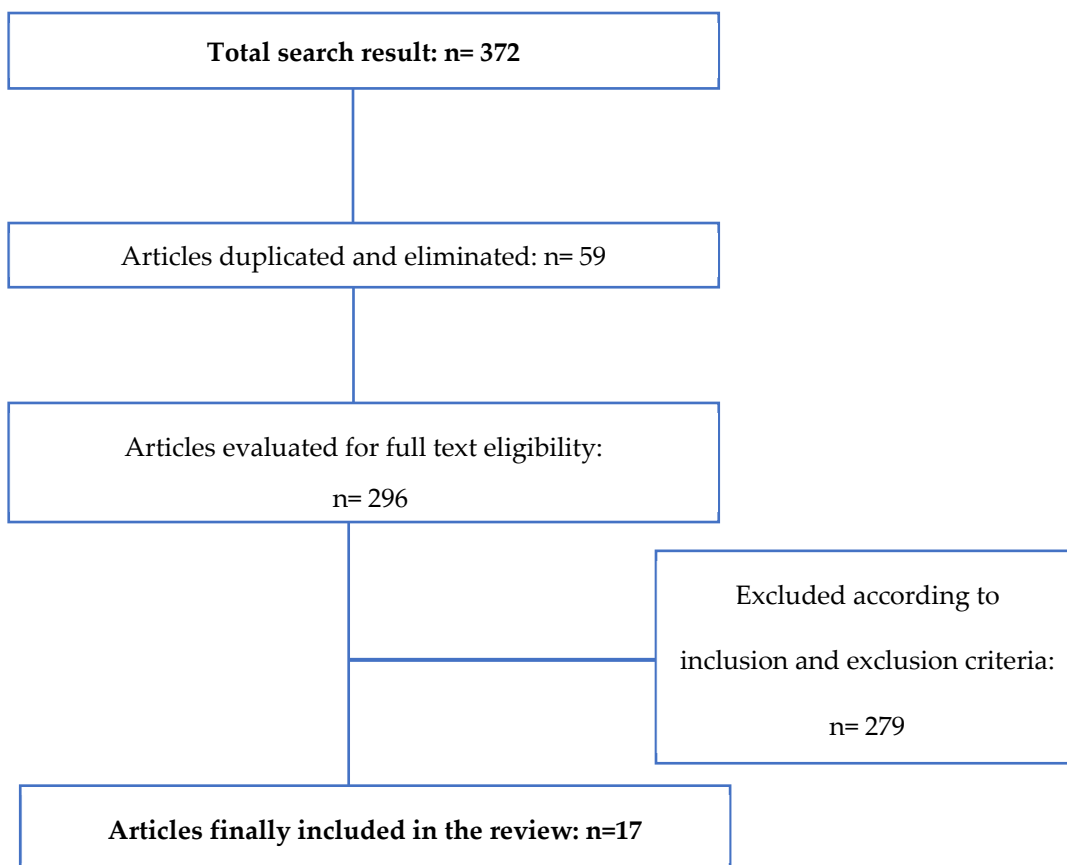 Total search result: n= 372
Articles duplicated and eliminated: n= 59
Articles evaluated for full text eligibility:
n= 296
Excluded according to
inclusion and exclusion criteria:
n= 279
Articles finally included in the review: n=17